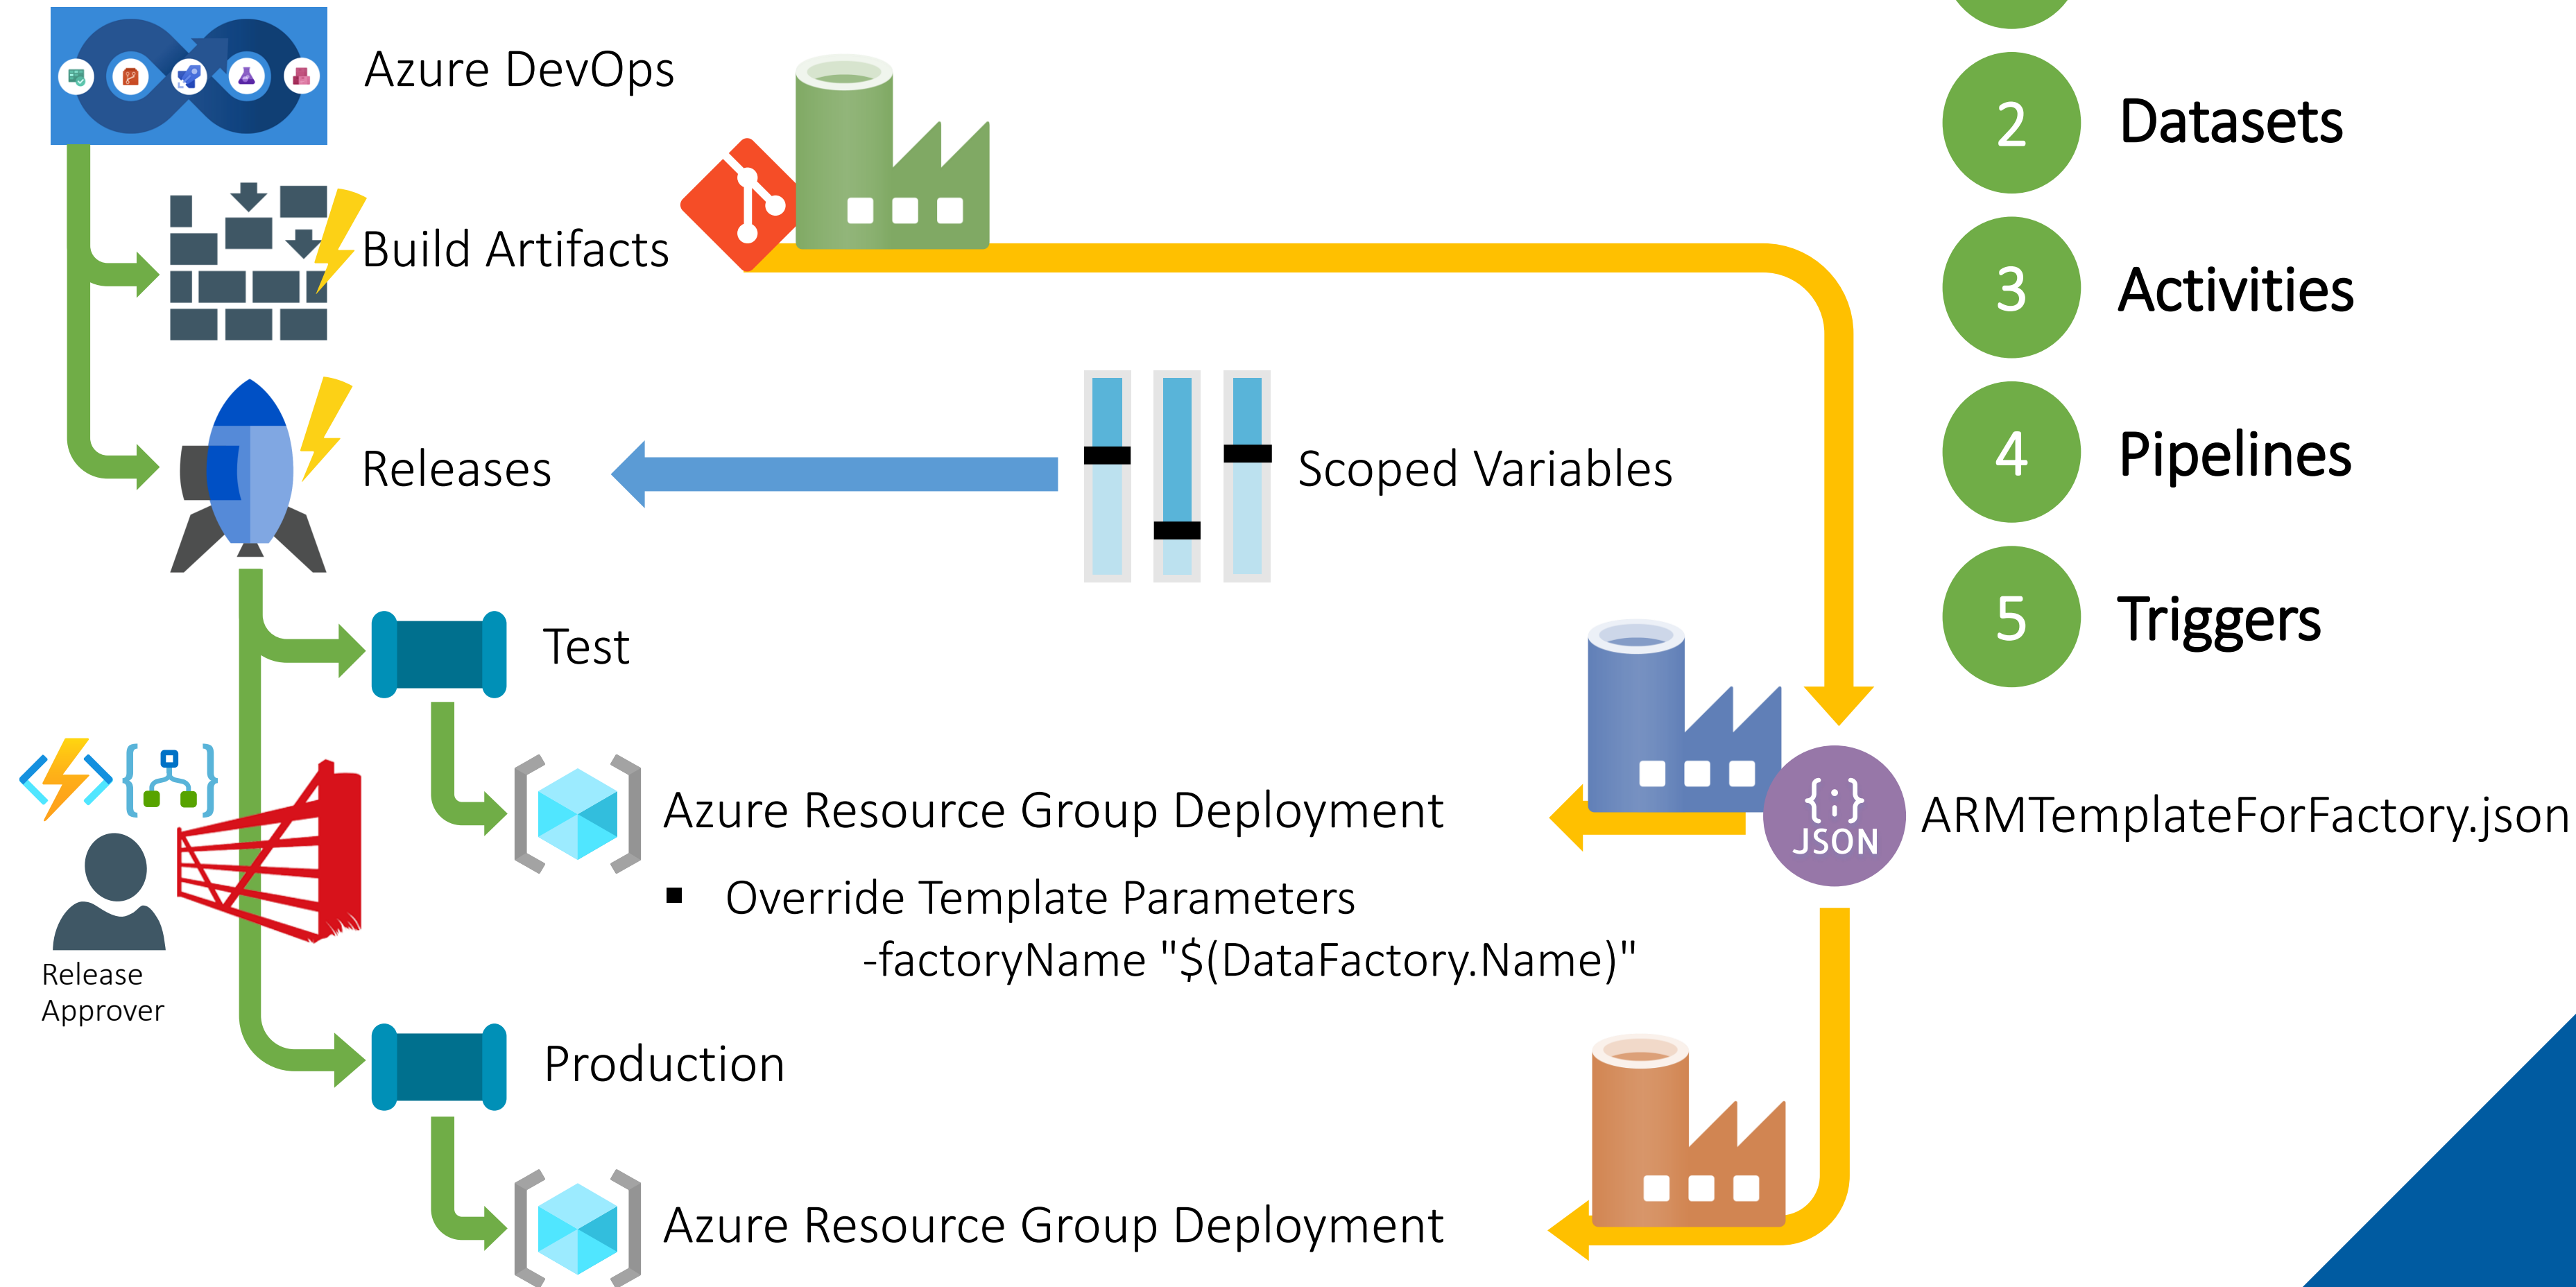 Azure DevOps
Build Artifacts
Releases
Scoped Variables
Test
Azure Resource Group Deployment
▪ Override Template Parameters
-factoryName "$(DataFactory.Name)"
Release
Approver
Production
Azure Resource Group Deployment
{;}
JSON
ARMTemplateForFactory.json
2 Datasets
3 Activities
4 Pipelines
5 Triggers